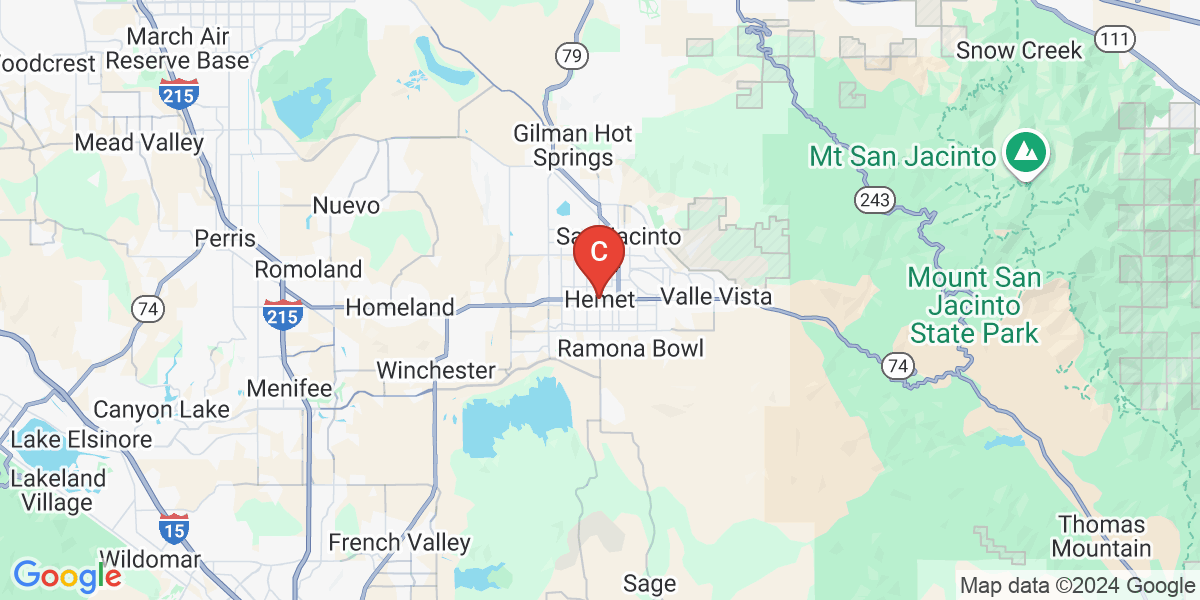 March Air
Reserve Base
oodcrest
215
79
111
Snow Creek
Mead Valley
Gilman Hot
Springs
Mt San Jacinto
243
Nuevo
Perris
San Jacinto
C
Romoland
Mount San
Jacinto
State Park
74
215
Homeland
Hemet
Valle Vista
Ramona Bowl
74
Winchester
Menifee
Canyon Lake
Lake Elsinore
Lakeland
Village
15
French Valley
Thomas
Mountain
Wildomar
Google
Sage
Map data ©2024 Google